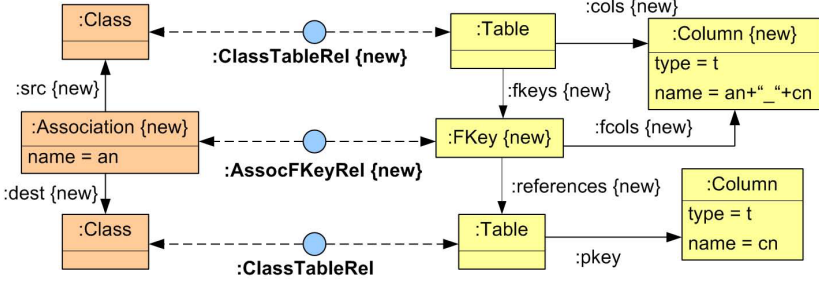 :cols {new}
:Class
:Table
:Column {new}
:ClassTableRel {new}
type = t
name = an+“_“+cn
:src {new}
:fkeys {new}
:Association {new}
:FKey {new}
:fcols {new}
name = an
:AssocFKeyRel {new}
:dest {new}
:references {new}
:Column
:Class
:Table
type = t
name = cn
:ClassTableRel
:pkey